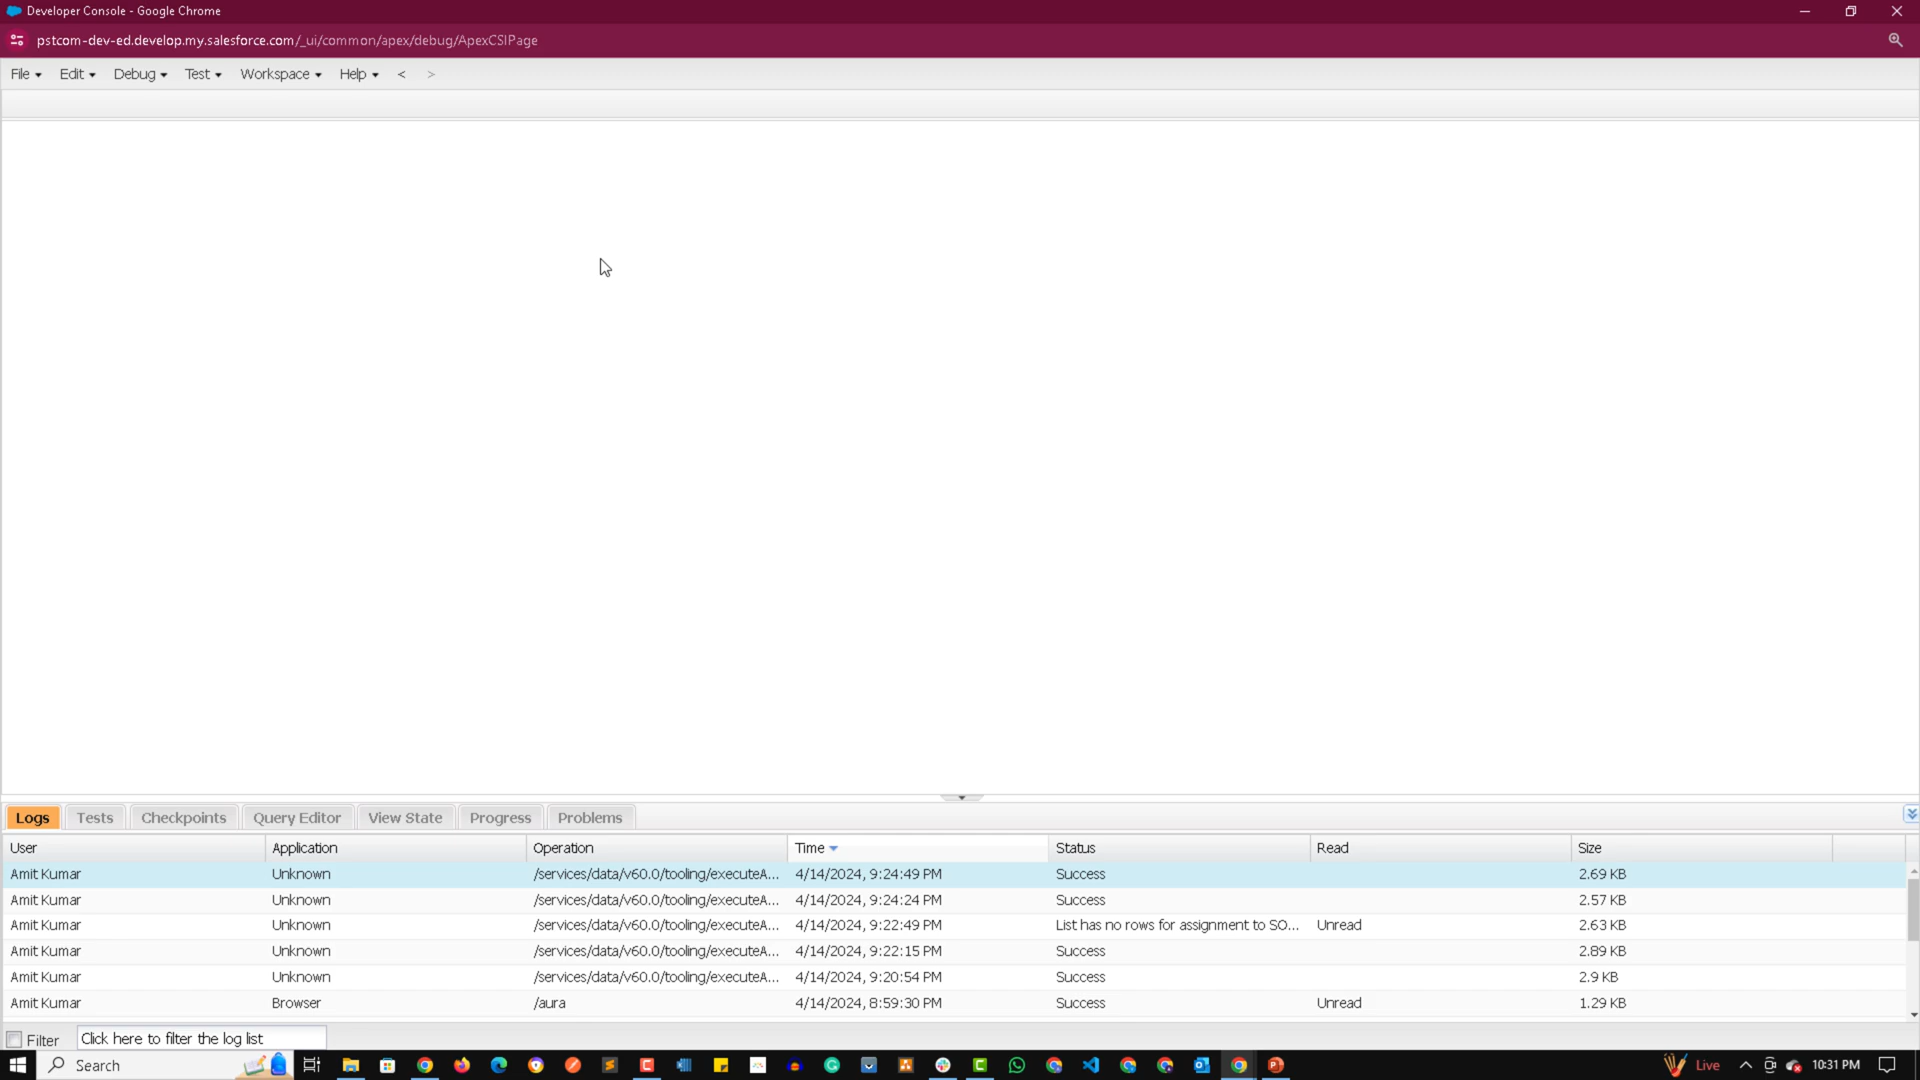 Developer Console - Google Chrome
pstcom-dev-ed.develop.my.salesforce.com/_ui/common/apex/debug/ApexCSIPage
File Edit Debug Test Workspace Help < >
Logs Tests Checkpoints Query Editor View State Progress Problems
User Application Operation Time Status Read Size
Amit Kumar Unknown /services/data/v60.0/tooling/executeA... 4/14/2024, 9:24:49 PM Success 2.69 KB
Amit Kumar Unknown /services/data/v60.0/tooling/executeA... 4/14/2024, 9:24:24 PM Success 2.57 KB
Amit Kumar Unknown /services/data/v60.0/tooling/executeA... 4/14/2024, 9:22:49 PM List has no rows for assignment to SO... Unread 2.63 KB
Amit Kumar Unknown /services/data/v60.0/tooling/executeA... 4/14/2024, 9:22:15 PM Success 2.89 KB
Amit Kumar Unknown /services/data/v60.0/tooling/executeA... 4/14/2024, 9:20:54 PM Success 2.9 KB
Amit Kumar Browser /aura 4/14/2024, 8:59:30 PM Success Unread 1.29 KB
Filter Click here to filter the log list
Search Live 10:31 PM